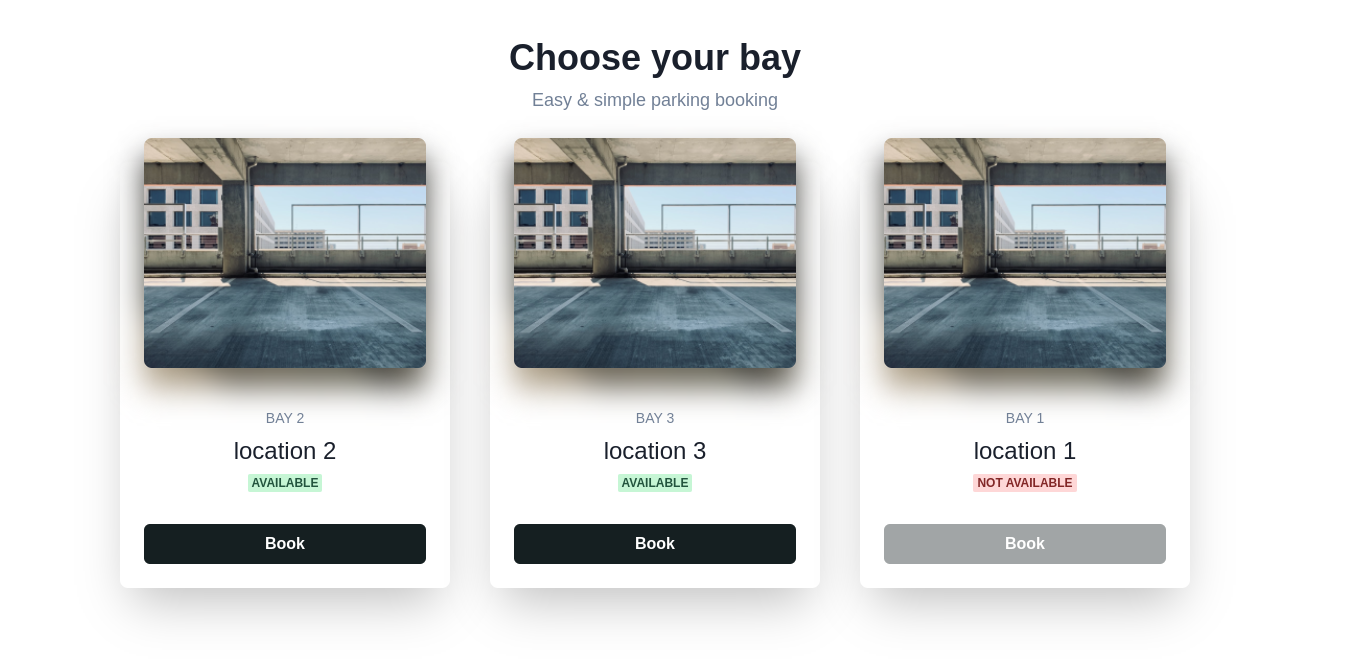 Choose your bay
Easy & simple parking booking
BAY 2
location 2
AVAILABLE
Book
BAY 3
location 3
AVAILABLE
Book
BAY 1
location 1
NOT AVAILABLE
Book